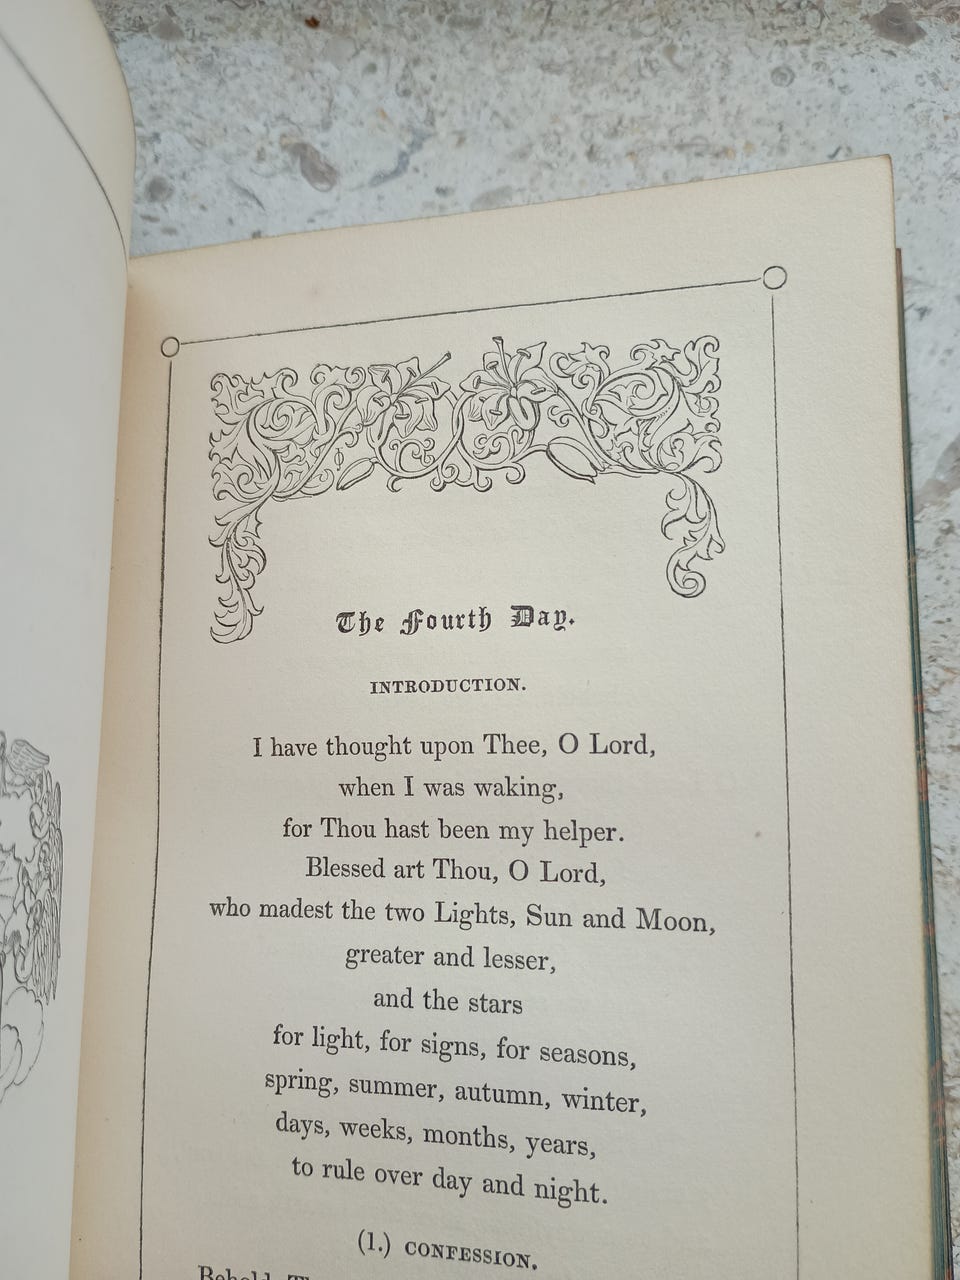 The Fourth Day.
INTRODUCTION.
I have thought upon Thee, O Lord,
when I was waking,
for Thou hast been my helper.
Blessed art Thou, O Lord,
who madest the two Lights, Sun and Moon,
greater and lesser,
and the stars
for light, for signs, for seasons,
spring, summer, autumn, winter,
days, weeks, months, years,
to rule over day and night.
(1.) CONFESSION.
Behold